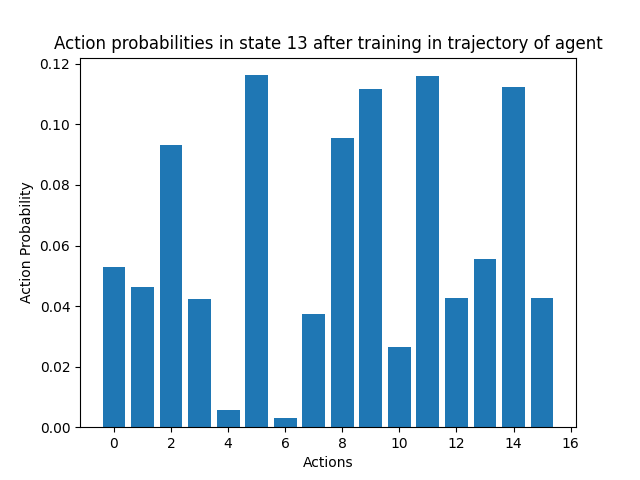 Action probabilities in state 13 after training in trajectory of agent
0.12
0.10
0.08
0.06
0.04
0.02
0.00
Action Probability
0 2 4 6 8 10 12 14 16
Actions